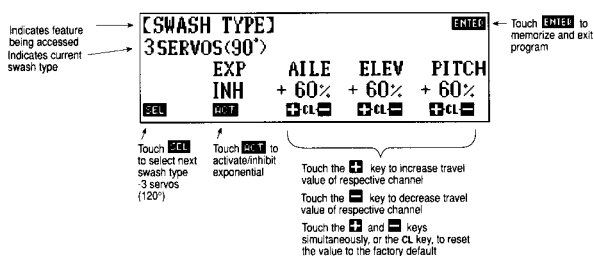 Indicates feature
being accessed
Indicates current
swash type
[SWASH TYPE]
ENTER
3SERVOS(90°)
EXP AILE ELEV PITCH
INH + 60% + 60% + 60%
SEL ACT +CL- +CL- +CL-
Touch ENTER to
memorize and exit
program
Touch SEL
to select next
swash type
-3 servos
(120°)
Touch ACT to
activate/inhibit
exponential
Touch the + key to increase travel
value of respective channel
Touch the - key to decrease travel
value of respective channel
Touch the + and - keys
simultaneously, or the CL key, to reset
the value to the factory default